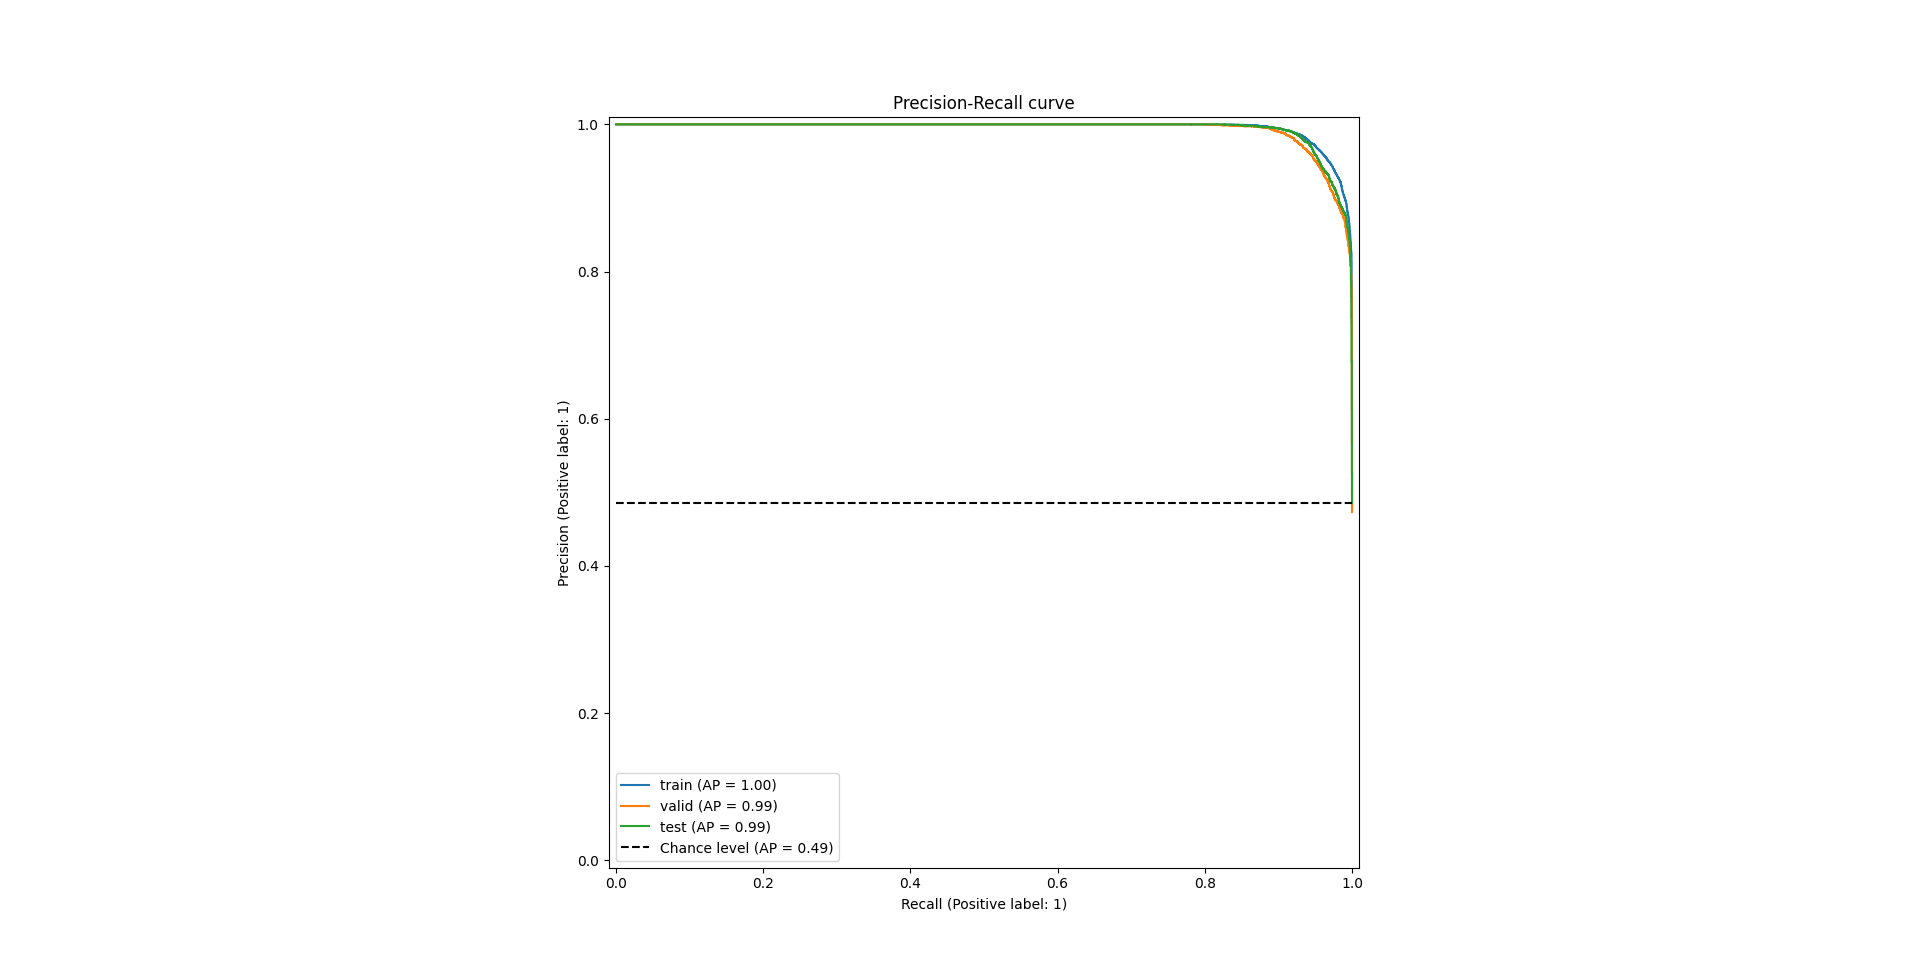 Precision-Recall curve
1.0
0.8
0.6
0.4
0.2
0.0
Precision (Positive label: 1)
train (AP = 1.00)
valid (AP = 0.99)
test (AP = 0.99)
Chance level (AP = 0.49)
0.0 0.2 0.4 0.6 0.8 1.0
Recall (Positive label: 1)